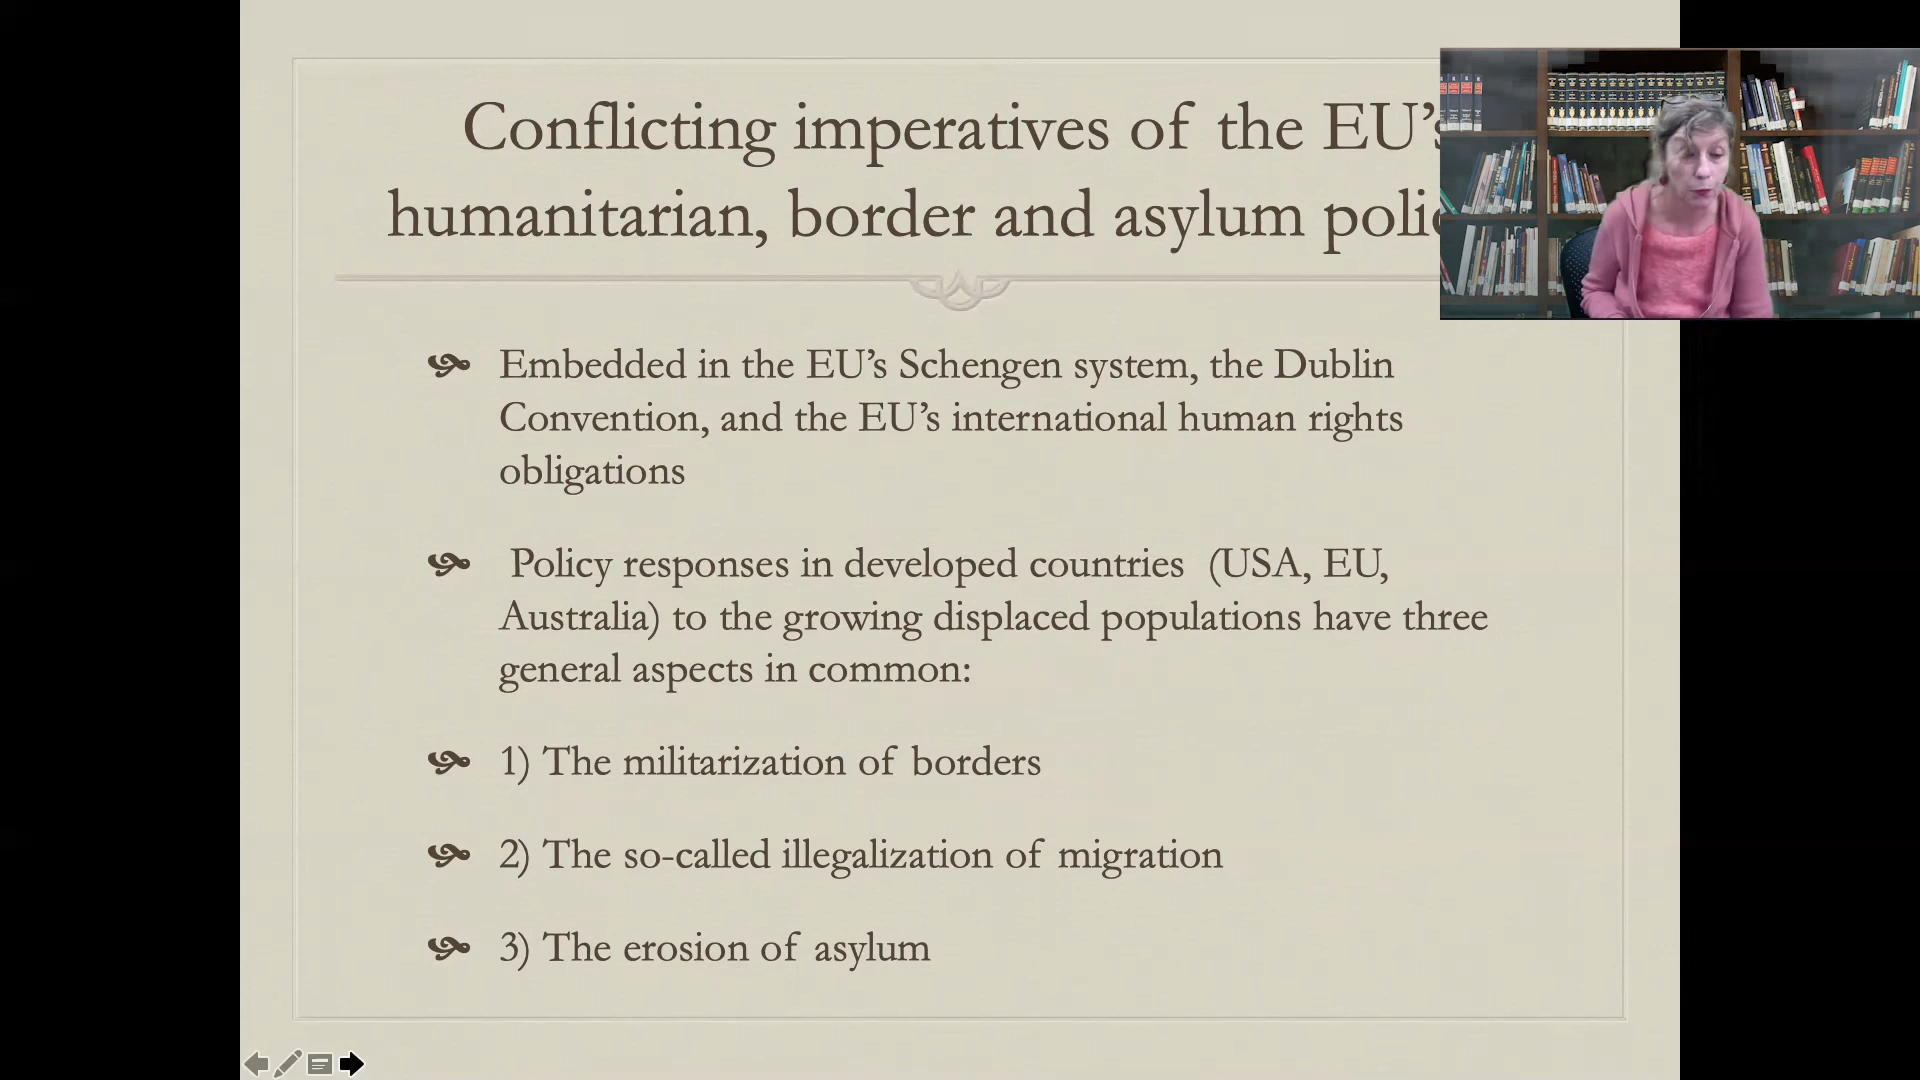 Conflicting imperatives of the EU's
humanitarian, border and asylum
Embedded in the EU's Schengen system, the Dublin
Convention, and the EU's international human rights
obligations
Policy responses in developed countries (USA, EU,
Australia) to the growing displaced populations have three
general aspects in common:
1) The militarization of borders
2) The so-called illegalization of migration
3) The erosion of asylum